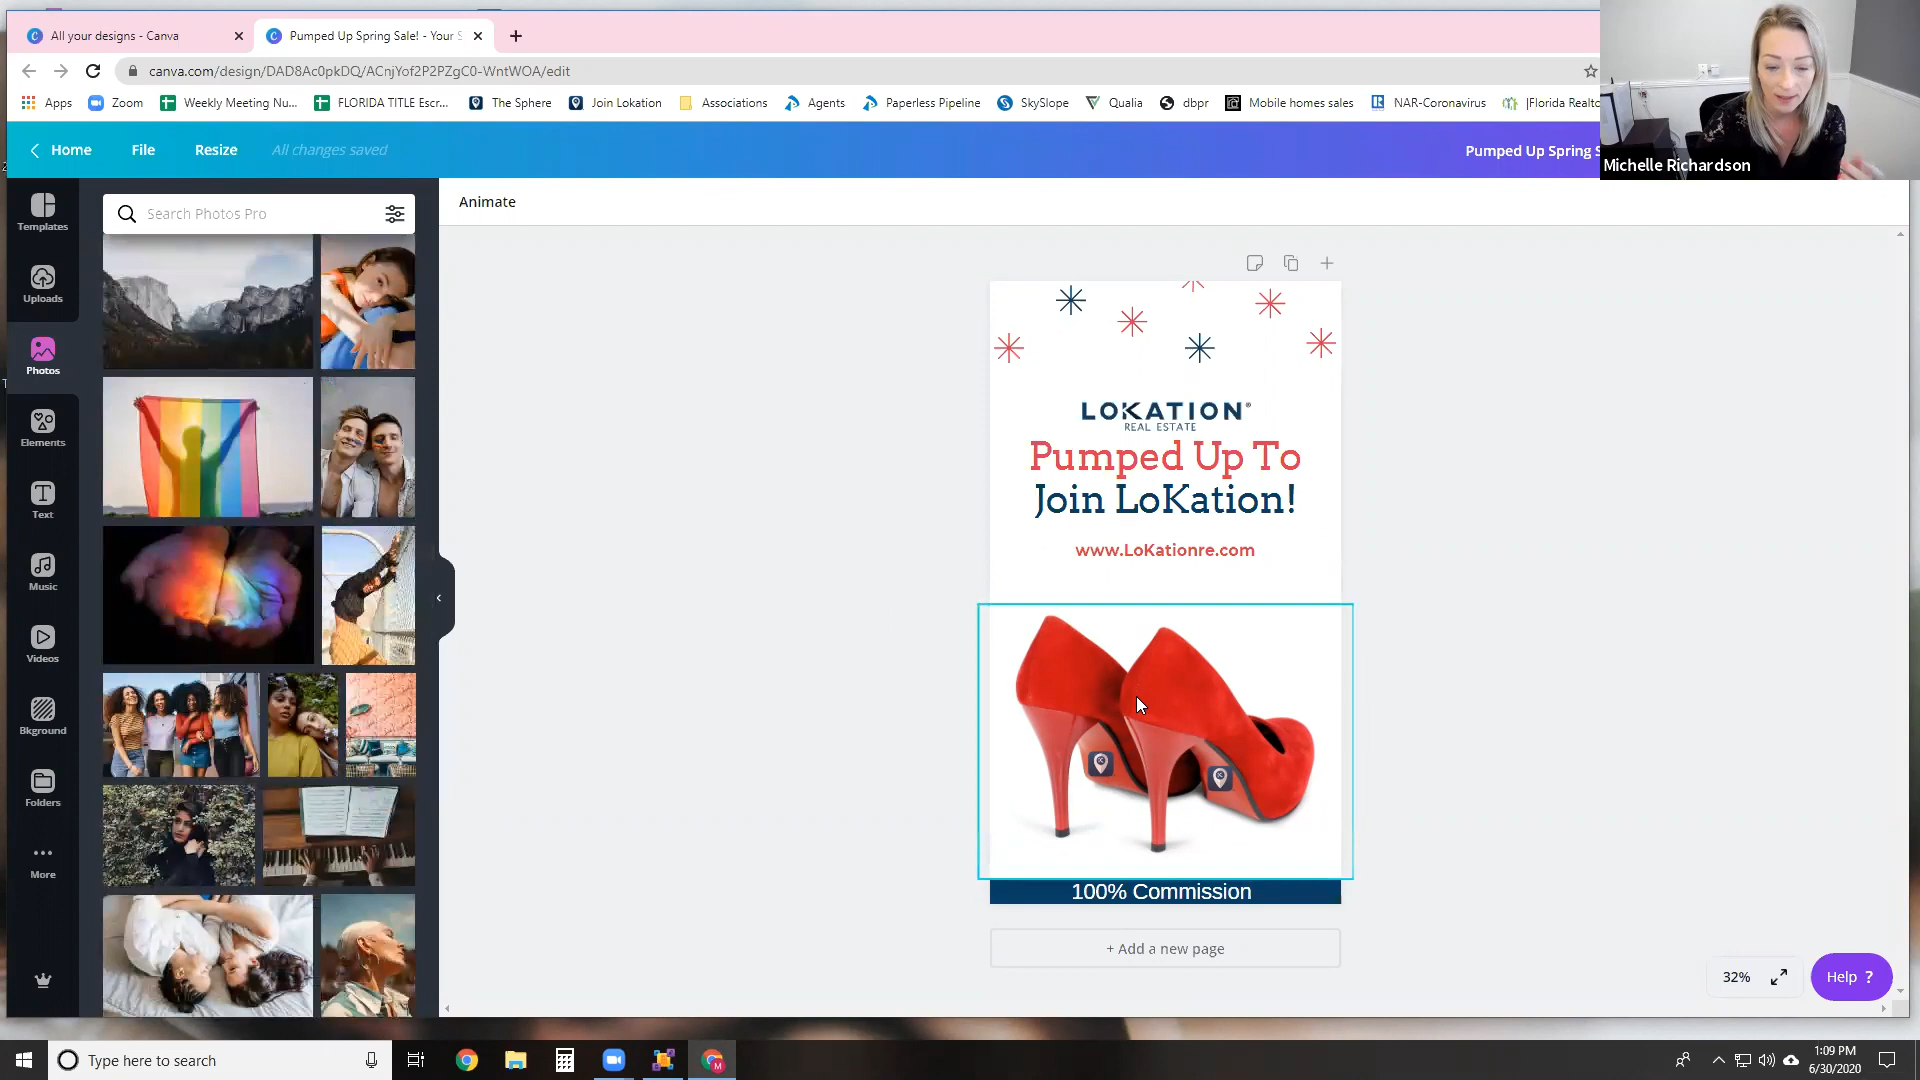 All your designs - Canva
Pumped Up Spring Sale! - Your S
canva.com/design/DAD8Ac0pkDQ/ACnjYof2P2PZgC0-WntWOA/edit
Apps
Zoom
Weekly Meeting Nu...
FLORIDA TITLE Escr...
The Sphere
Join Lokation
Associations
Agents
Paperless Pipeline
SkySlope
Qualia
dbpr
Mobile homes sales
NAR-Coronavirus
|Florida Realto
Home
File
Resize
All changes saved
Pumped Up Spring S
Michelle Richardson
Templates
Uploads
Photos
Elements
Text
Music
Videos
Bkground
Folders
More
Search Photos Pro
Animate
LOKATION®
REAL ESTATE
Pumped Up To
Join LoKation!
www.LoKationre.com
100% Commission
+ Add a new page
32%
Help ?
Type here to search
1:09 PM
6/30/2020